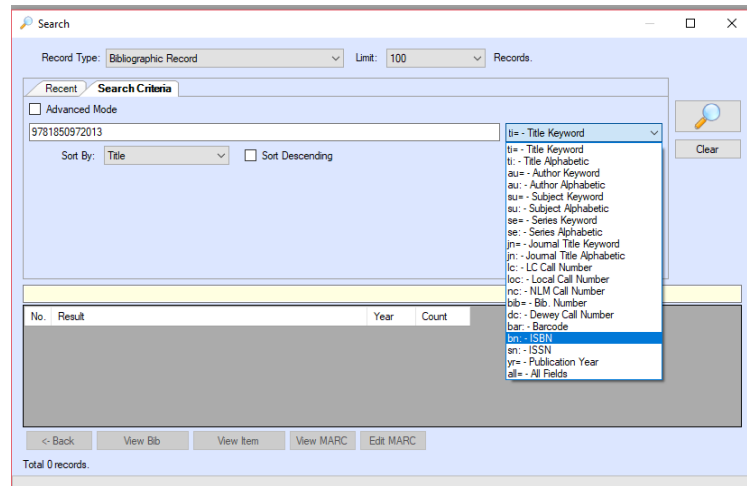 Search
Record Type: Bibliographic Record Limit: 100 Records.
Recent Search Criteria
Advanced Mode
9781850972013 ti= - Title Keyword
Sort By: Title Sort Descending Clear
ti= - Title Keyword
ti: - Title Alphabetic
au= - Author Keyword
au: - Author Alphabetic
su= - Subject Keyword
su: - Subject Alphabetic
se= - Series Keyword
se: - Series Alphabetic
jn= - Journal Title Keyword
jn: - Journal Title Alphabetic
lc: - LC Call Number
loc: - Local Call Number
nc: - NLM Call Number
bib= - Bib. Number
dc: - Dewey Call Number
bar: - Barcode
bn: - ISBN
sn: - ISSN
yr= - Publication Year
all= - All Fields
No. Result Year Count
<- Back View Bib View Item View MARC Edit MARC
Total 0 records.